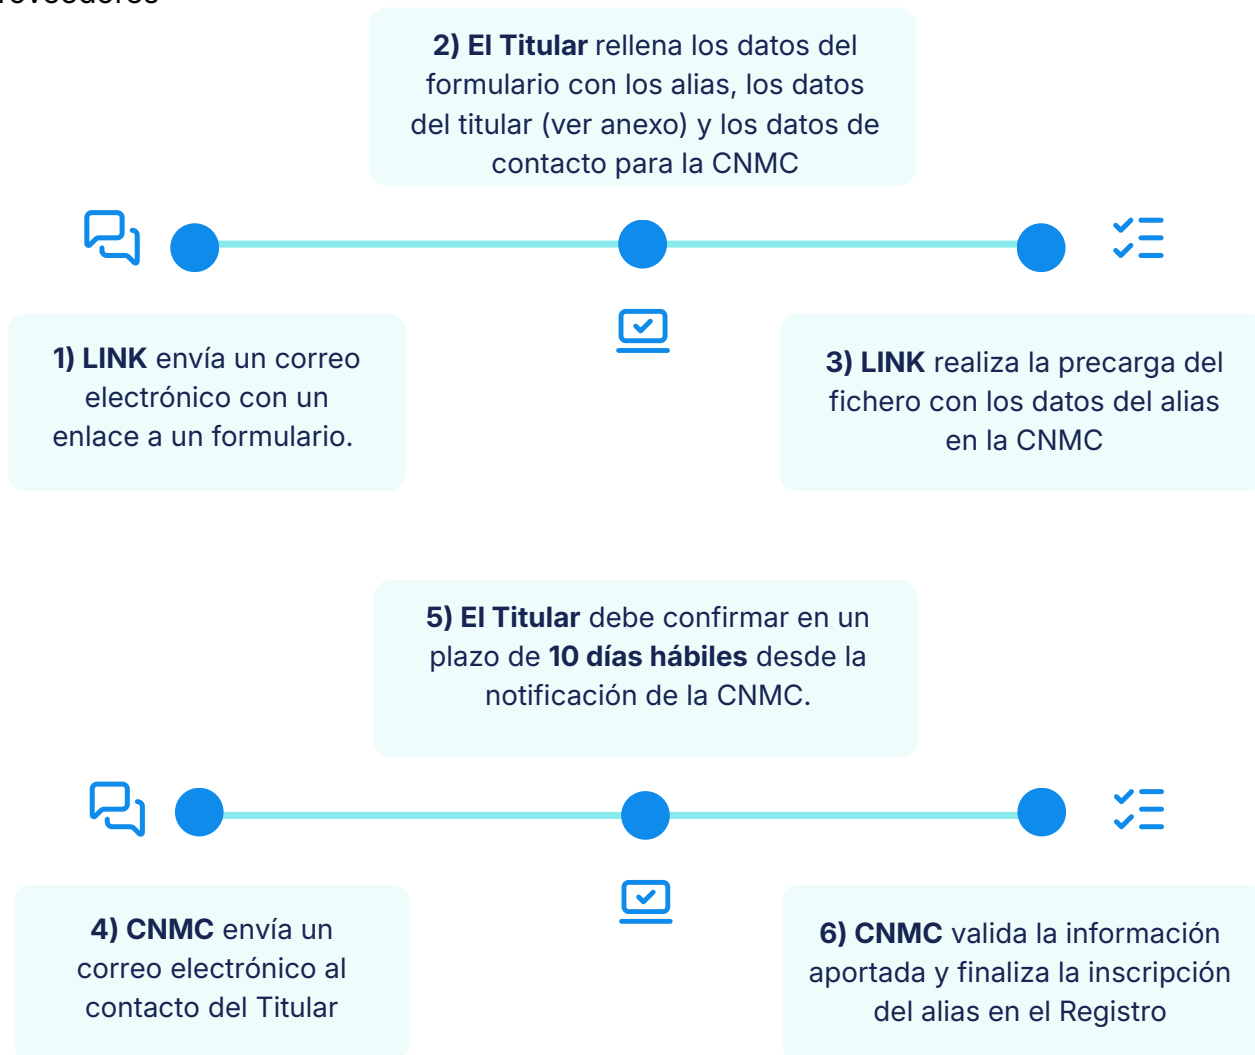 2) El Titular rellena los datos del
formulario con los alias, los datos
del titular (ver anexo) y los datos de
contacto para la CNMC
1) LINK envía un correo
electrónico con un
enlace a un formulario.
3) LINK realiza la precarga del
fichero con los datos del alias
en la CNMC
5) El Titular debe confirmar en un
plazo de 10 días hábiles desde la
notificación de la CNMC.
4) CNMC envía un
correo electrónico al
contacto del Titular
6) CNMC valida la información
aportada y finaliza la inscripción
del alias en el Registro